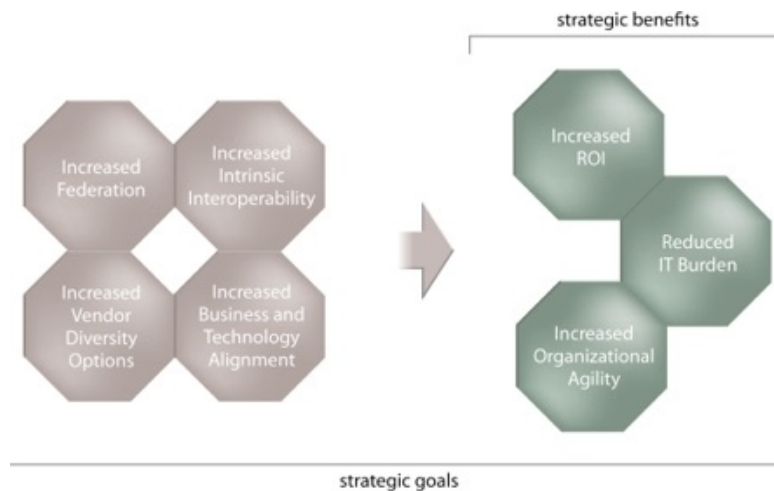 strategic benefits
Increased
Federation
Increased
Intrinsic
Interoperability
Increased
Vendor
Diversity
Options
Increased
Business and
Technology
Alignment
Increased
ROI
Reduced
IT Burden
Increased
Organizational
Agility
strategic goals